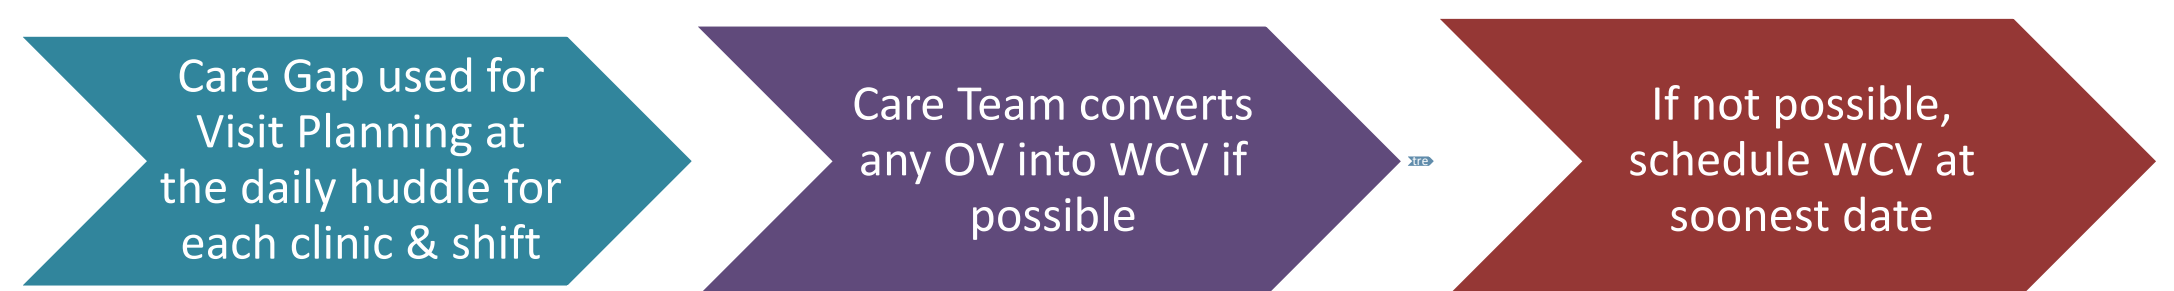 Care Gap used for
Visit Planning at
the daily huddle for
each clinic & shift
Care Team converts
any OV into WCV if
possible
tre
If not possible,
schedule WCV at
soonest date